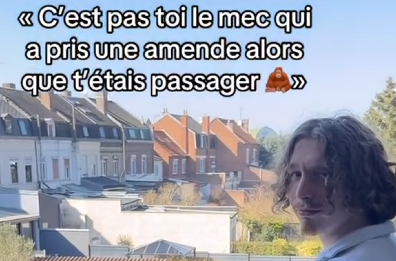 « C’est pas toi le mec qui
a pris une amende alors
que t’étais passager 🦧»